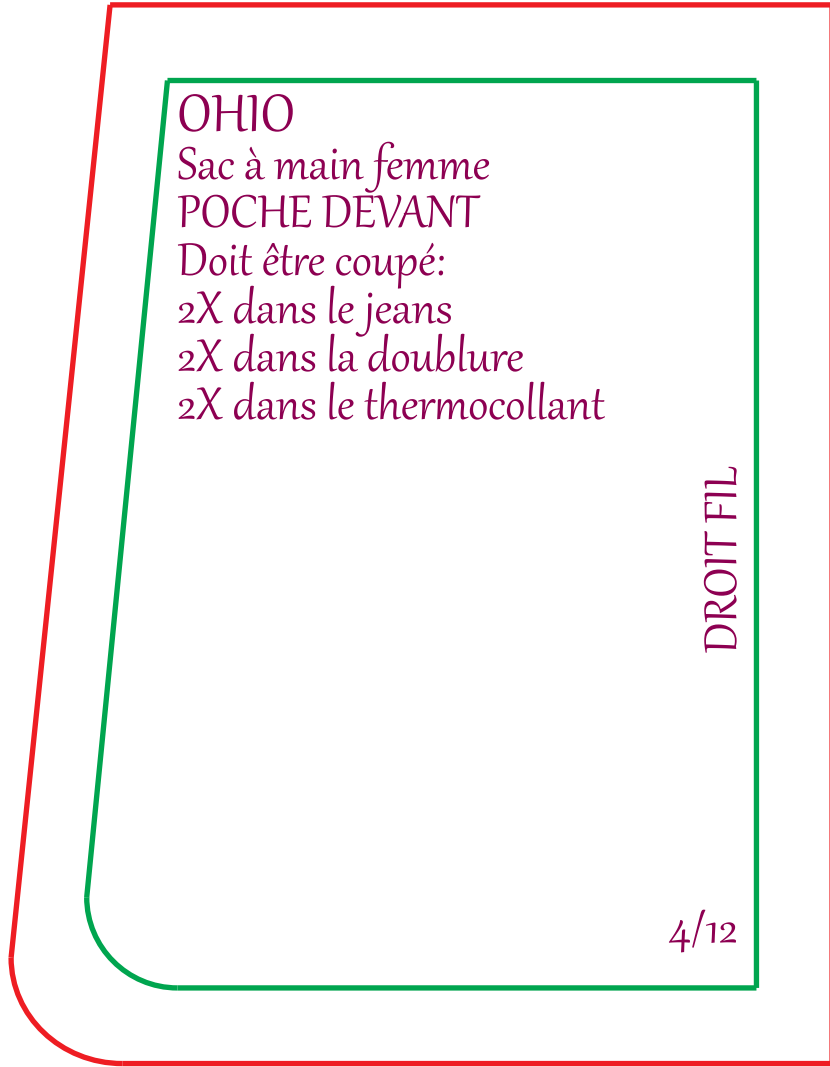 OHIO
Sac à main femme
POCHE DEVANT
Doit être coupé:
2X dans le jeans
2X dans la doublure
2X dans le thermocollant
DROIT FIL
4/12